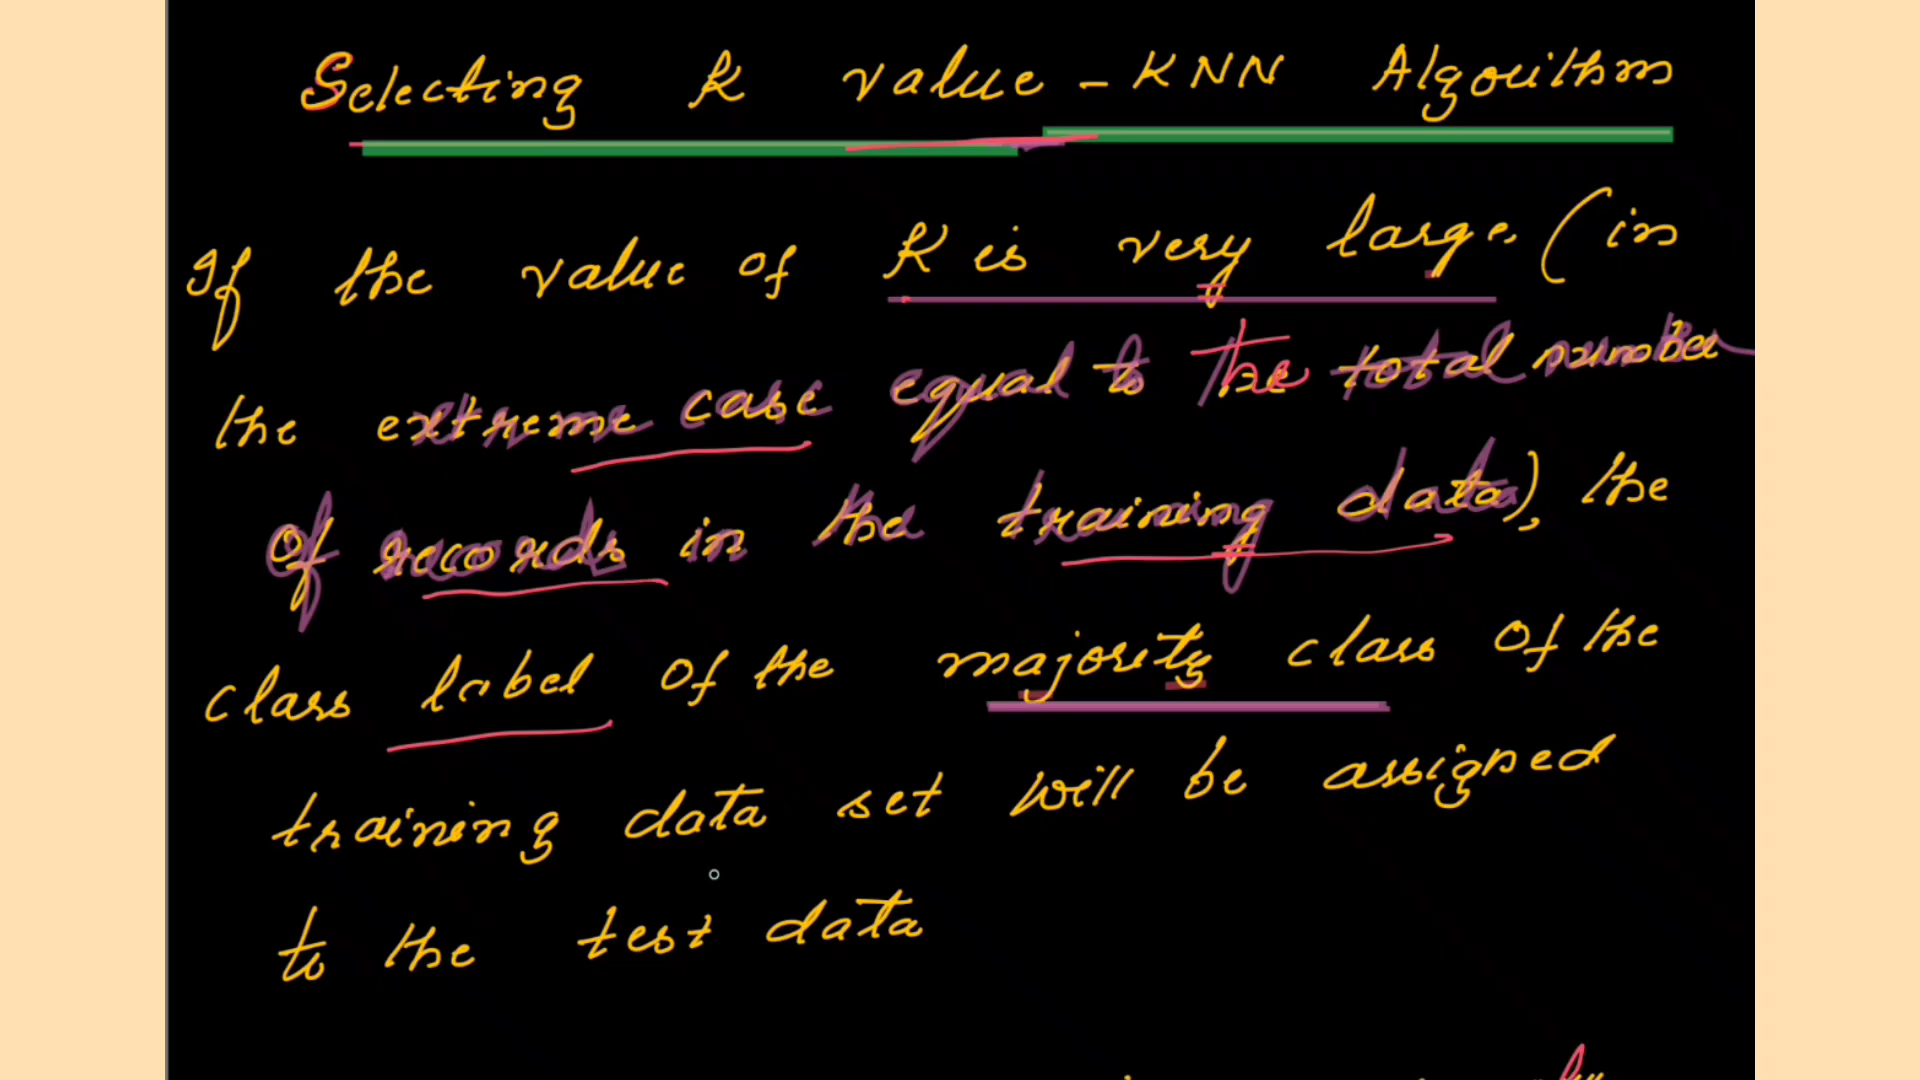 Selecting k value - KNN Algorithm
If the value of k is very large (in
the extreme case equal to the total number
of records in the training data), the
class label of the majority class of the
training data set will be assigned
to the test data